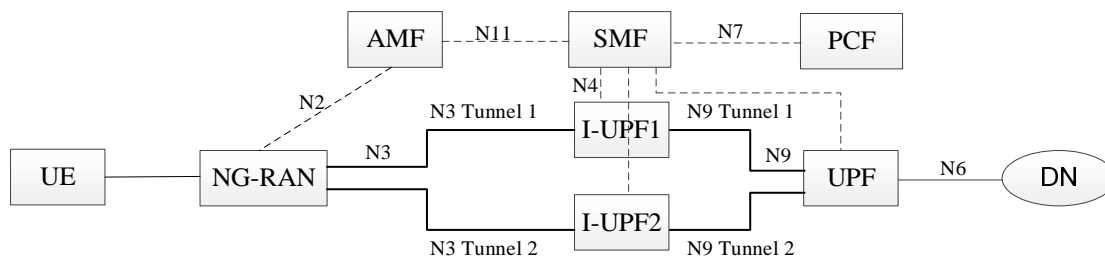 AMF
N11
SMF
N7
PCF
N2
N4
N3 Tunnel 1
I-UPF1
N9 Tunnel 1
UE
NG-RAN
N3
N9
UPF
N6
DN
I-UPF2
N3 Tunnel 2
N9 Tunnel 2